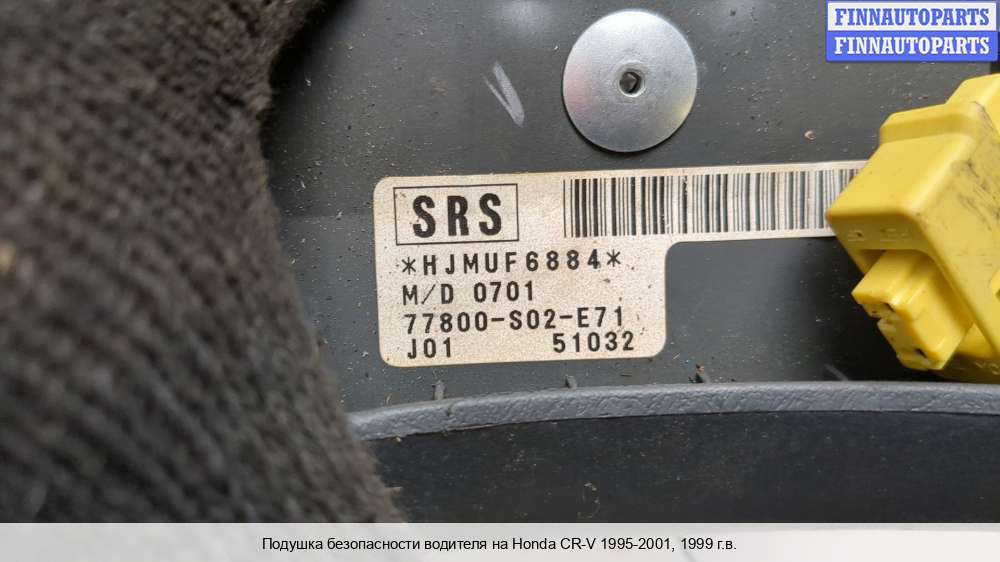 FINNAUTOPARTS
FINNAUTOPARTS
SRS
*HJMUF6884*
M/D 0701
77800-S02-E71
J01 51032
Подушка безопасности водителя на Honda CR-V 1995-2001, 1999 г.в.